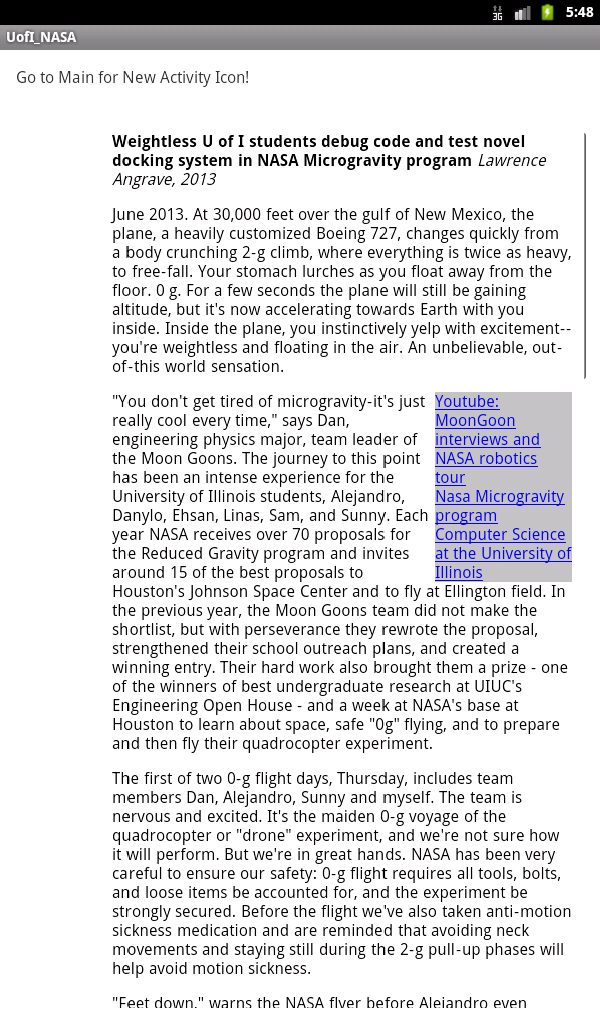 3G 5:48
UofI_NASA
Go to Main for New Activity Icon!
Weightless U of I students debug code and test novel
docking system in NASA Microgravity program Lawrence
Angrave, 2013
June 2013. At 30,000 feet over the gulf of New Mexico, the
plane, a heavily customized Boeing 727, changes quickly from
a body crunching 2-g climb, where everything is twice as heavy,
to free-fall. Your stomach lurches as you float away from the
floor. 0 g. For a few seconds the plane will still be gaining
altitude, but it's now accelerating towards Earth with you
inside. Inside the plane, you instinctively yelp with excitement--
you're weightless and floating in the air. An unbelievable, out-
of-this world sensation.
"You don't get tired of microgravity-it's just
really cool every time," says Dan,
engineering physics major, team leader of
the Moon Goons. The journey to this point
has been an intense experience for the
University of Illinois students, Alejandro,
Danylo, Ehsan, Linas, Sam, and Sunny. Each
year NASA receives over 70 proposals for
the Reduced Gravity program and invites
around 15 of the best proposals to
Youtube:
MoonGoon
interviews and
NASA robotics
tour
Nasa Microgravity
program
Computer Science
at the University of
Illinois
Houston's Johnson Space Center and to fly at Ellington field. In
the previous year, the Moon Goons team did not make the
shortlist, but with perseverance they rewrote the proposal,
strengthened their school outreach plans, and created a
winning entry. Their hard work also brought them a prize - one
of the winners of best undergraduate research at UIUC's
Engineering Open House - and a week at NASA's base at
Houston to learn about space, safe "0g" flying, and to prepare
and then fly their quadrocopter experiment.
The first of two 0-g flight days, Thursday, includes team
members Dan, Alejandro, Sunny and myself. The team is
nervous and excited. It's the maiden 0-g voyage of the
quadrocopter or "drone" experiment, and we're not sure how
it will perform. But we're in great hands. NASA has been very
careful to ensure our safety: 0-g flight requires all tools, bolts,
and loose items be accounted for, and the experiment be
strongly secured. Before the flight we've also taken anti-motion
sickness medication and are reminded that avoiding neck
movements and staying still during the 2-g pull-up phases will
help avoid motion sickness.
"Feet down," warns the NASA flyer before Alejandro even